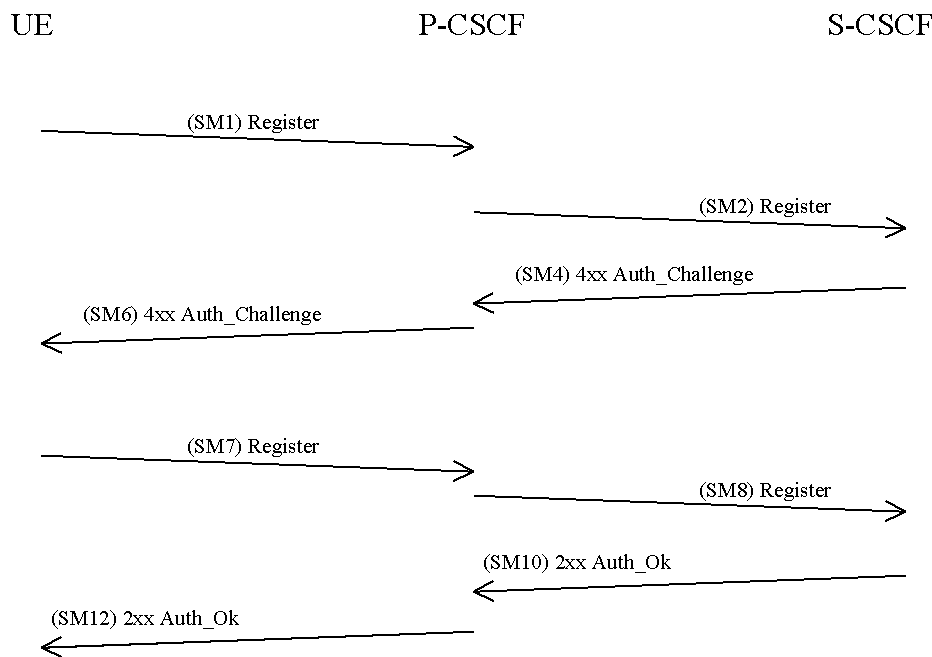 UE P-CSCF S-CSCF
(SM1) Register
(SM2) Register
(SM4) 4xx Auth_Challenge
(SM6) 4xx Auth_Challenge
(SM7) Register
(SM8) Register
(SM10) 2xx Auth_Ok
(SM12) 2xx Auth_Ok